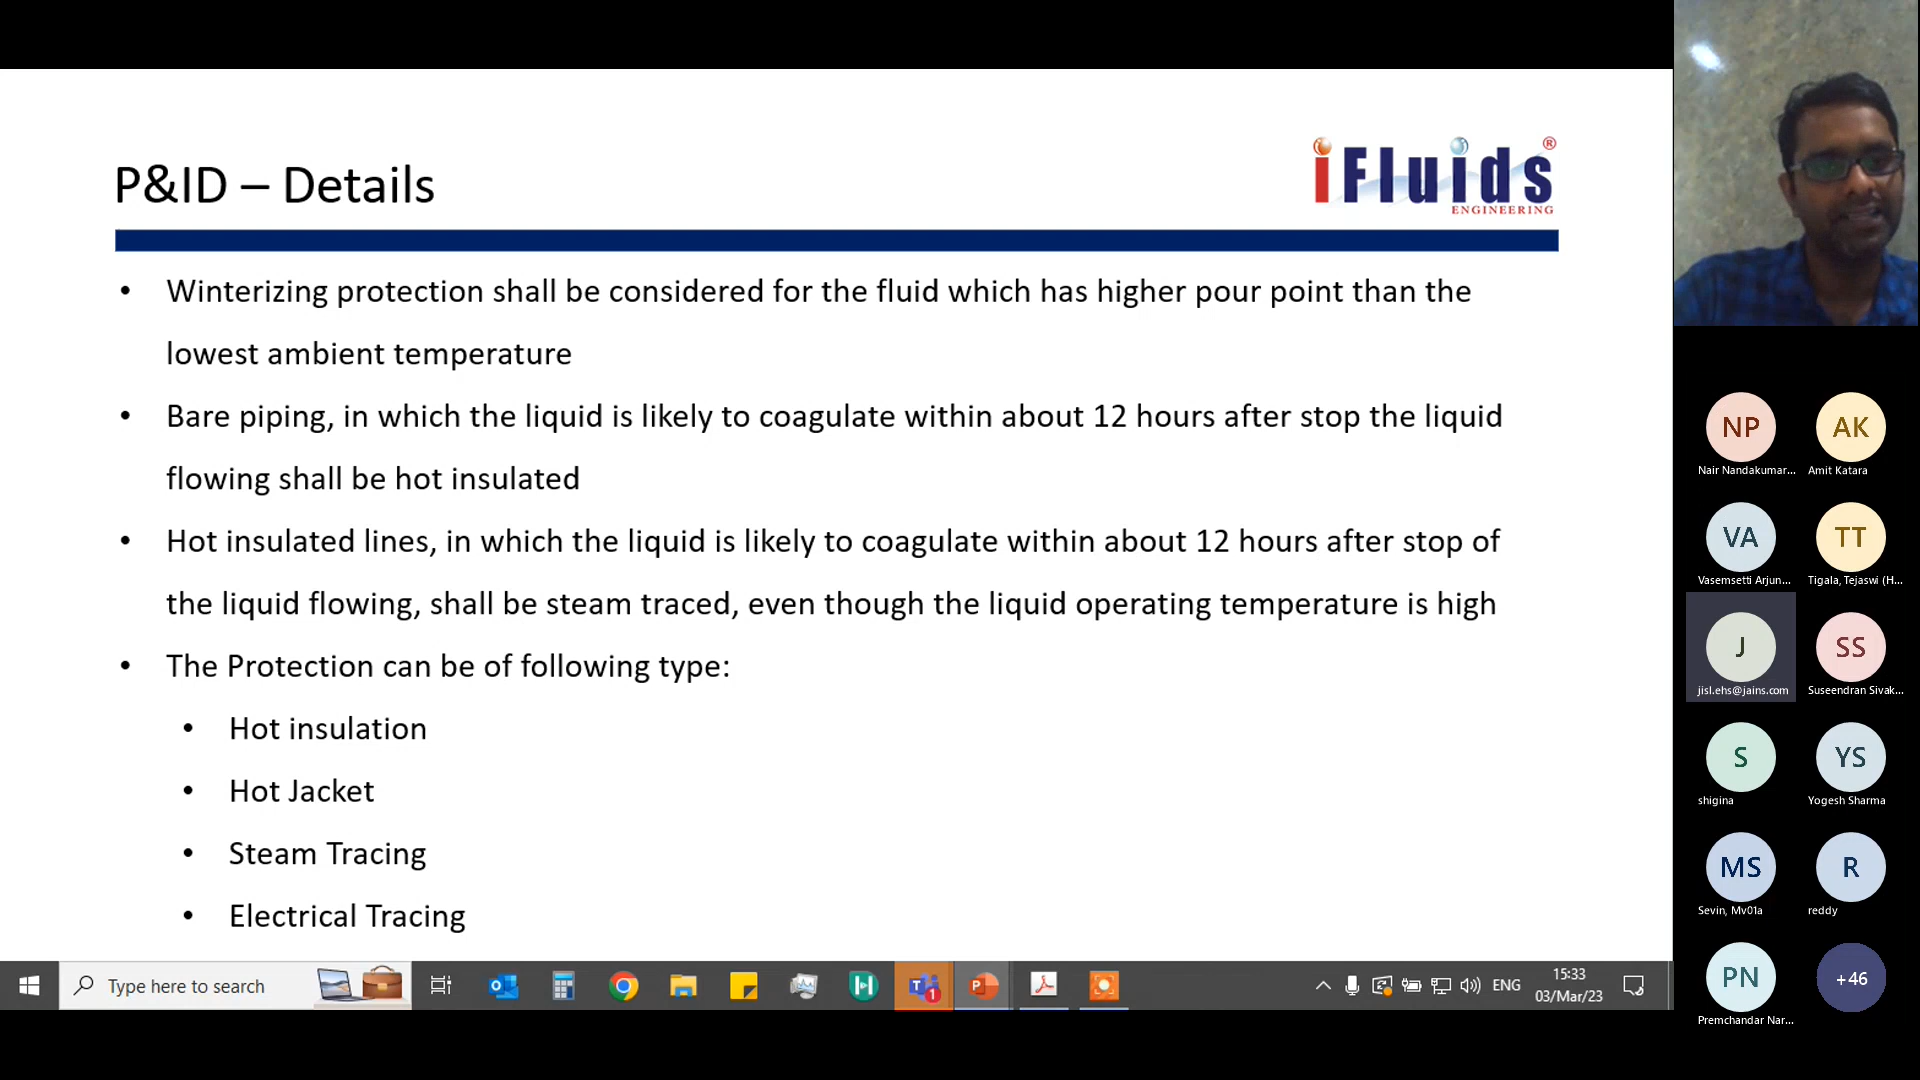 P&ID – Details
iFluids®
ENGINEERING
• Winterizing protection shall be considered for the fluid which has higher pour point than the
lowest ambient temperature
• Bare piping, in which the liquid is likely to coagulate within about 12 hours after stop the liquid
flowing shall be hot insulated
• Hot insulated lines, in which the liquid is likely to coagulate within about 12 hours after stop of
the liquid flowing, shall be steam traced, even though the liquid operating temperature is high
• The Protection can be of following type:
• Hot insulation
• Hot Jacket
• Steam Tracing
• Electrical Tracing
Type here to search
1
ENG
15:33
03/Mar/23
NP
Nair Nandakumar...
AK
Amit Katara
VA
Vasemsetti Arjun...
TT
Tigala, Tejaswi (H...
J
jisl.ehs@jains.com
SS
Suseendran Sivak...
S
shigina
YS
Yogesh Sharma
MS
Sevin, Mv01a
R
reddy
PN
Premchandar Nar...
+46